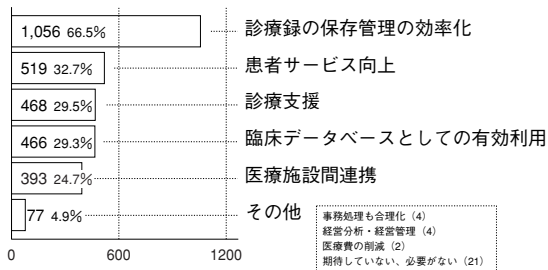 1,056 66.5% 診療録の保存管理の効率化
519 32.7% 患者サービス向上
468 29.5% 診療支援
466 29.3% 臨床データベースとしての有効利用
393 24.7% 医療施設間連携
77 4.9% その他
事務処理も合理化（4）
経営分析・経営管理（4）
医療費の削減（2）
期待していない、必要がない（21）
0 600 1200